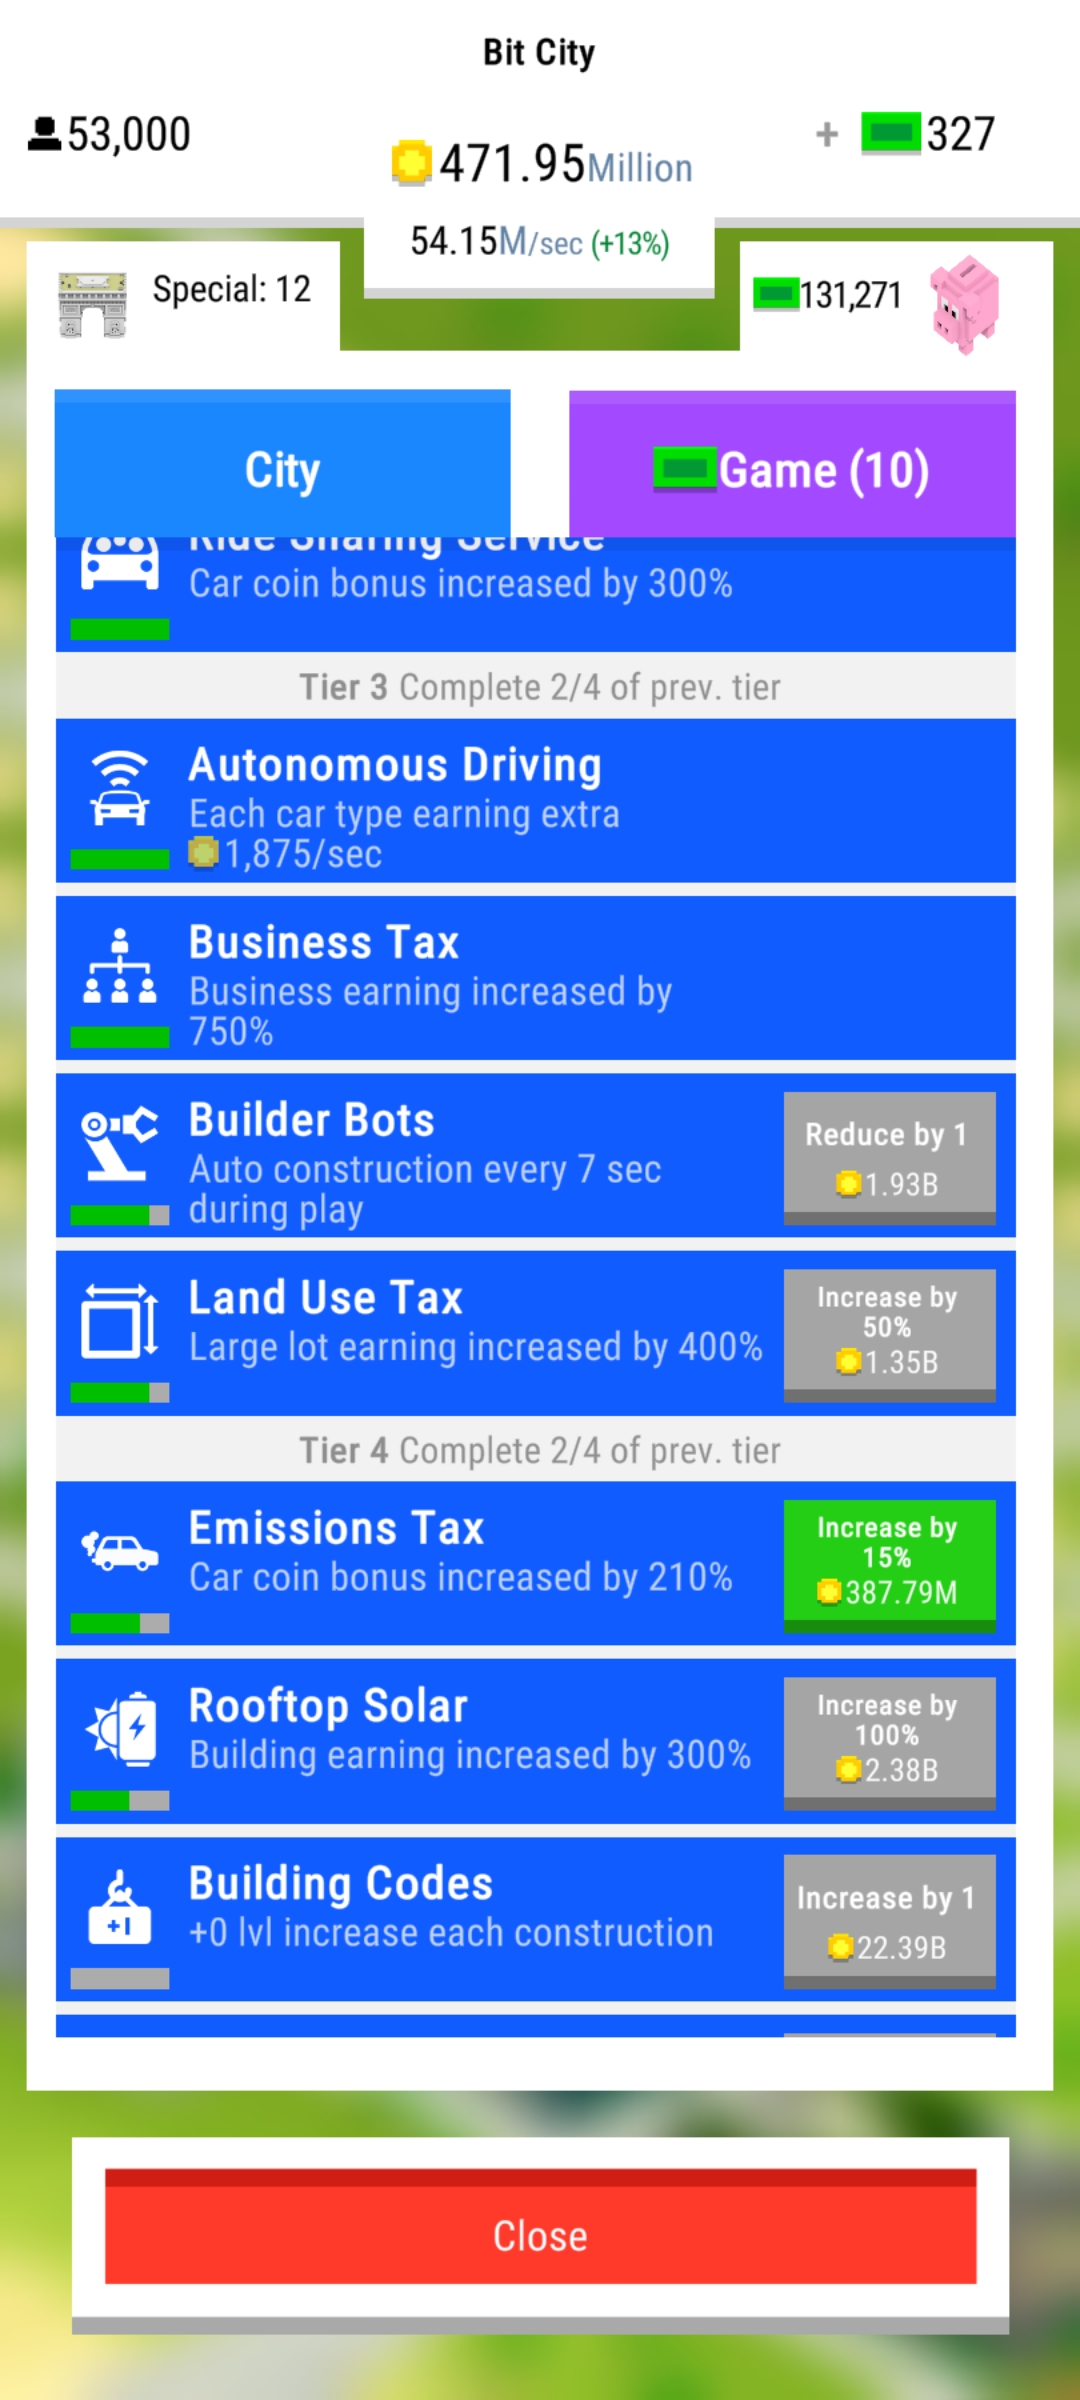 Bit City
53,000
471.95Million
+ 327
54.15M/sec (+13%)
Special: 12
131,271
City
Game (10)
Ride Sharing Service
Car coin bonus increased by 300%
Tier 3 Complete 2/4 of prev. tier
Autonomous Driving
Each car type earning extra
1,875/sec
Business Tax
Business earning increased by
750%
Builder Bots
Auto construction every 7 sec
during play
Reduce by 1
1.93B
Land Use Tax
Large lot earning increased by 400%
Increase by
50%
1.35B
Tier 4 Complete 2/4 of prev. tier
Emissions Tax
Car coin bonus increased by 210%
Increase by
15%
387.79M
Rooftop Solar
Building earning increased by 300%
Increase by
100%
2.38B
Building Codes
+0 lvl increase each construction
Increase by 1
22.39B
+1
Close